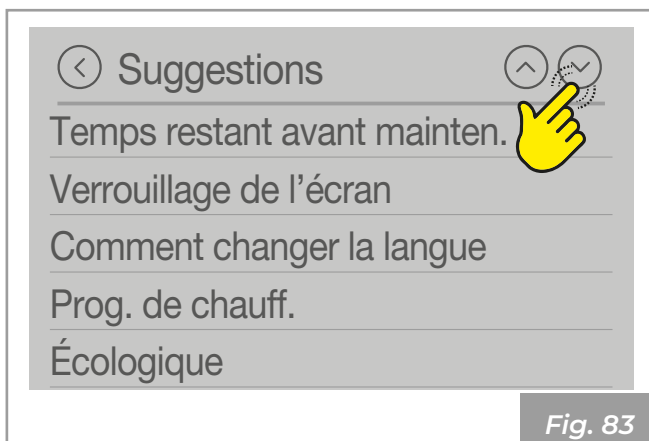 Suggestions
Temps restant avant mainten.
Verrouillage de l'écran
Comment changer la langue
Prog. de chauff.
Écologique
Fig. 83